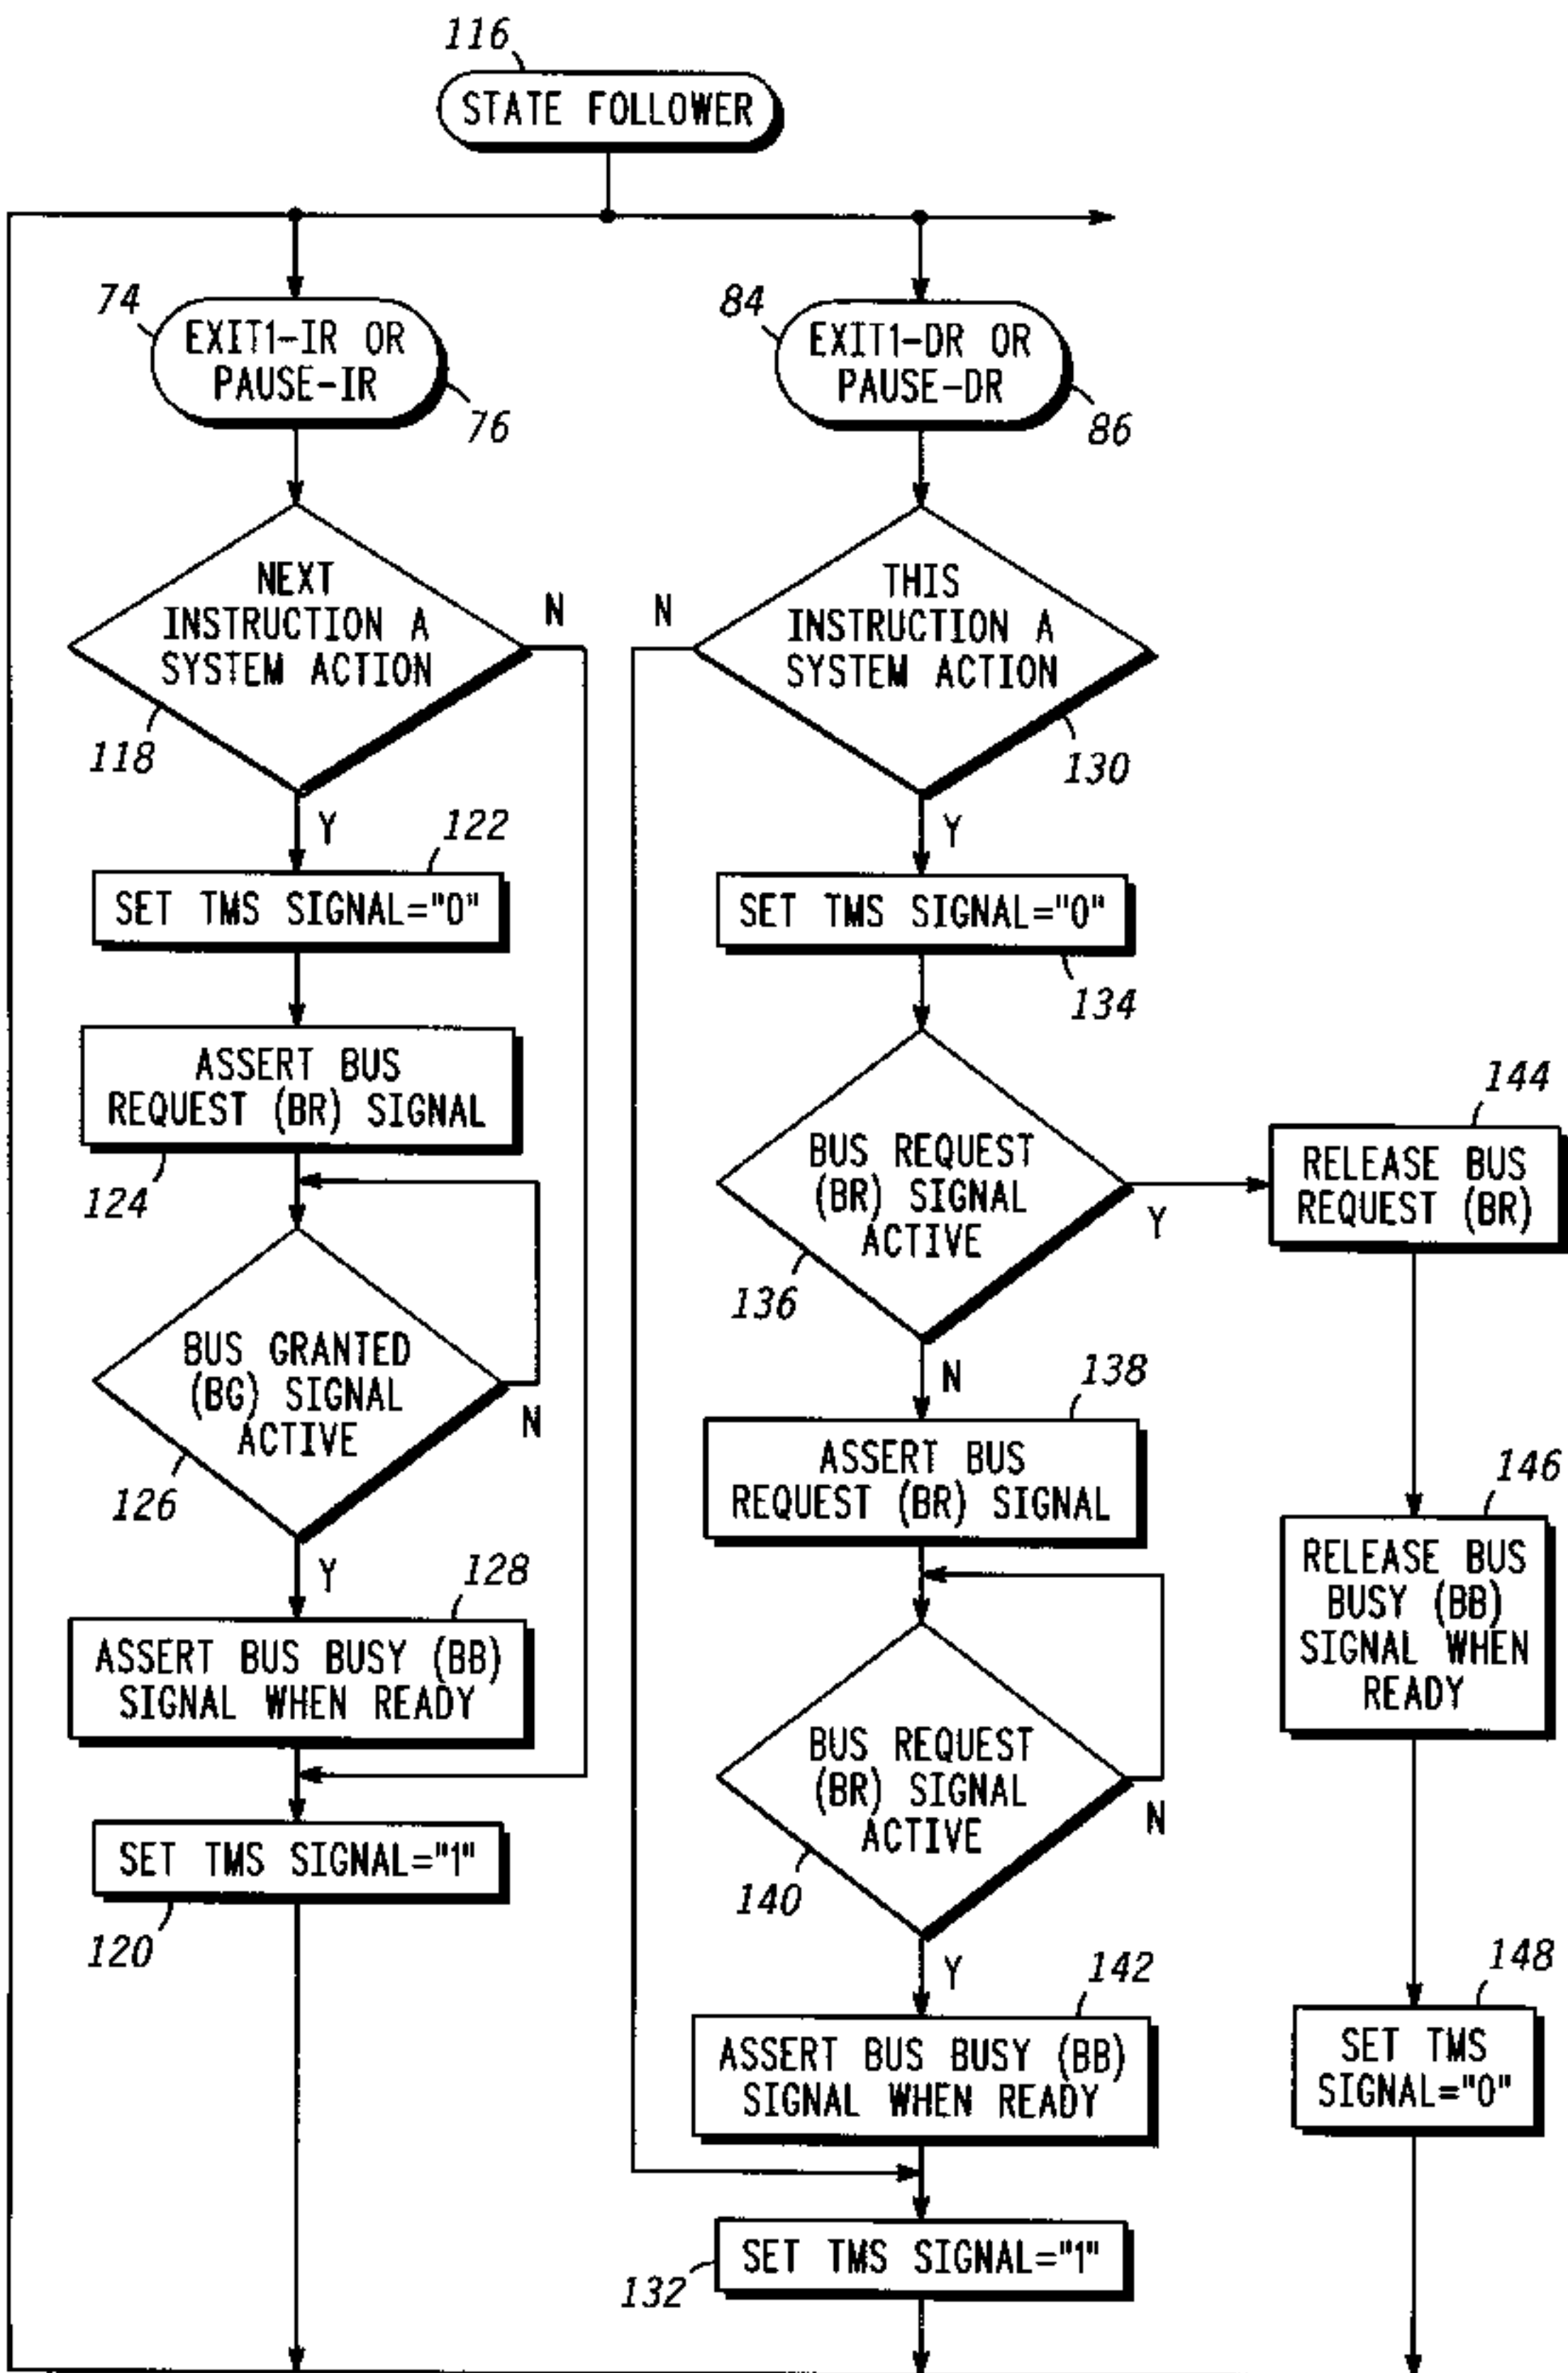 116
STATE FOLLOWER
74
EXIT1-IR OR
PAUSE-IR
76
NEXT
INSTRUCTION A
SYSTEM ACTION
N
118
Y
122
SET TMS SIGNAL="0"
ASSERT BUS
REQUEST (BR) SIGNAL
124
BUS GRANTED
(BG) SIGNAL
ACTIVE
N
126
Y
128
ASSERT BUS BUSY (BB)
SIGNAL WHEN READY
SET TMS SIGNAL="1"
120
84
EXIT1-DR OR
PAUSE-DR
86
N
THIS
INSTRUCTION A
SYSTEM ACTION
130
Y
SET TMS SIGNAL="0"
134
BUS REQUEST
(BR) SIGNAL
ACTIVE
Y
136
N
138
ASSERT BUS
REQUEST (BR) SIGNAL
BUS REQUEST
(BR) SIGNAL
ACTIVE
N
140
Y
142
ASSERT BUS BUSY (BB)
SIGNAL WHEN READY
SET TMS SIGNAL="1"
132
144
RELEASE BUS
REQUEST (BR)
146
RELEASE BUS
BUSY (BB)
SIGNAL WHEN
READY
148
SET TMS
SIGNAL="0"